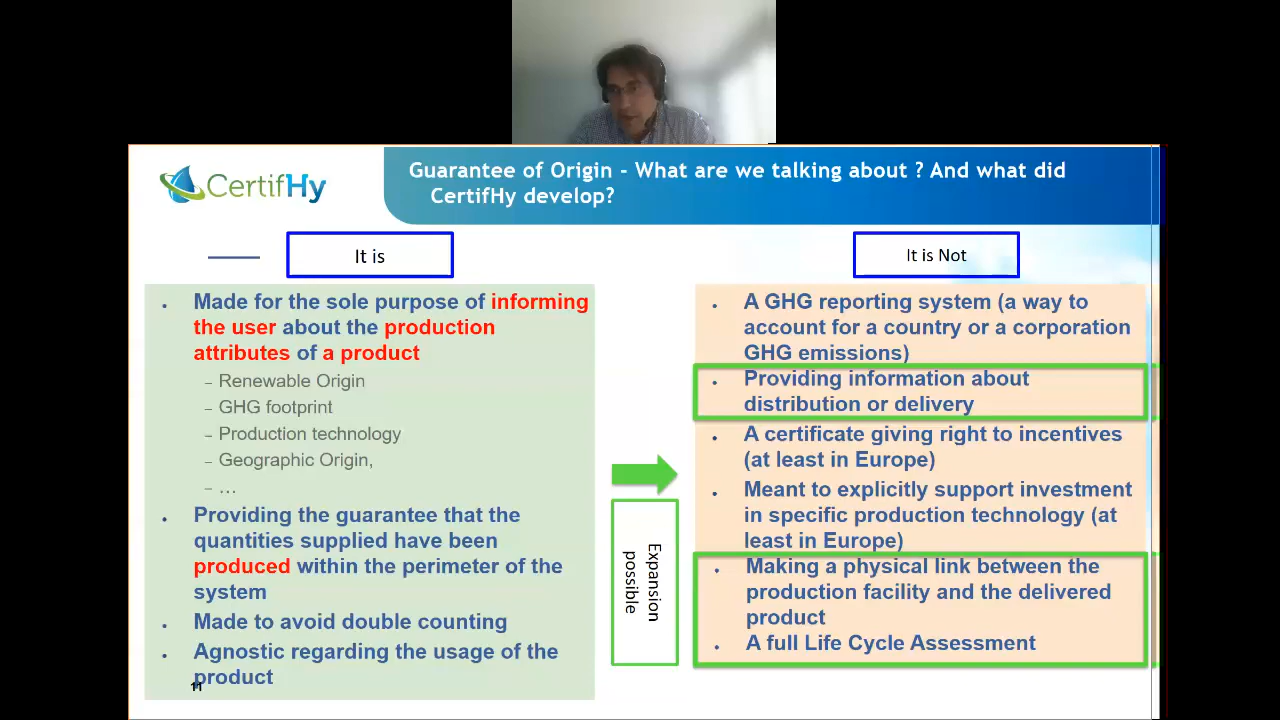 CertifHy
Guarantee of Origin - What are we talking about ? And what did
CertifHy develop?
It is
Made for the sole purpose of informing
the user about the production
attributes of a product
– Renewable Origin
– GHG footprint
– Production technology
– Geographic Origin,
– ...
Providing the guarantee that the
quantities supplied have been
produced within the perimeter of the
system
Made to avoid double counting
Agnostic regarding the usage of the
product
11
Expansion
possible
It is Not
A GHG reporting system (a way to
account for a country or a corporation
GHG emissions)
Providing information about
distribution or delivery
A certificate giving right to incentives
(at least in Europe)
Meant to explicitly support investment
in specific production technology (at
least in Europe)
Making a physical link between the
production facility and the delivered
product
A full Life Cycle Assessment